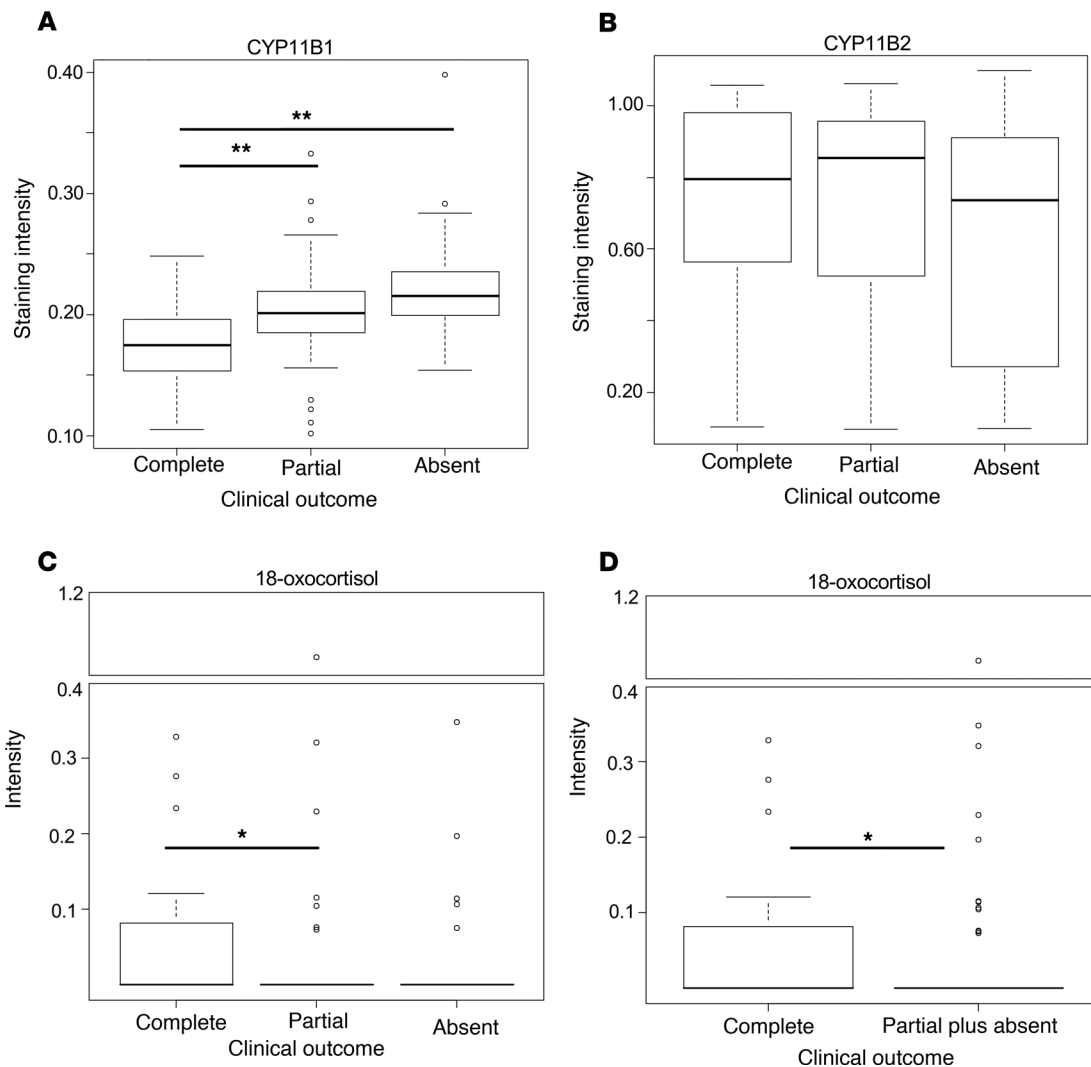 A
CYP11B1
0.40
0.30
0.20
0.10
Staining intensity
**
**
Complete
Partial
Absent
Clinical outcome
B
CYP11B2
1.00
0.60
0.20
Staining intensity
Complete
Partial
Absent
Clinical outcome
C
18-oxocortisol
1.2
0.4
0.3
0.2
0.1
Intensity
*
Complete
Partial
Absent
Clinical outcome
D
18-oxocortisol
1.2
0.4
0.3
0.2
0.1
Intensity
*
Complete
Partial plus absent
Clinical outcome